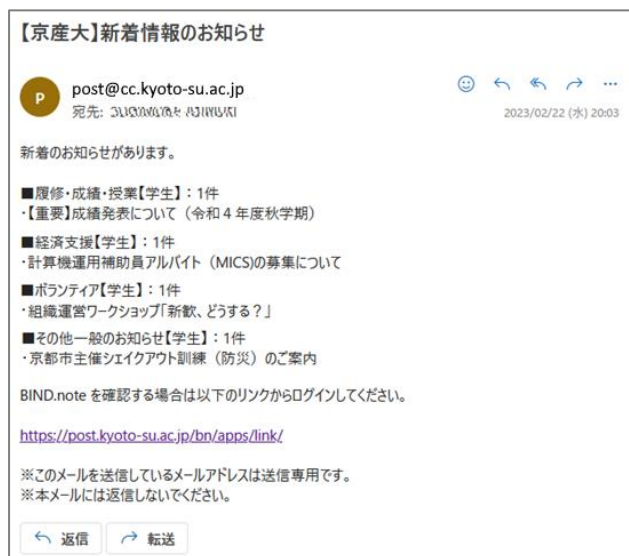 【京産大】新着情報のお知らせ
P
post@cc.kyoto-su.ac.jp
宛先:
2023/02/22 (水) 20:03
新着のお知らせがあります。
■履修・成績・授業【学生】：1件
・【重要】成績発表について（令和４年度秋学期）
■経済支援【学生】：1件
・計算機運用補助員アルバイト（MICS)の募集について
■ボランティア【学生】：1件
・組織運営ワークショップ「新歓、どうする？」
■その他一般のお知らせ【学生】：1件
・京都市主催シェイクアウト訓練（防災）のご案内
BIND.note を確認する場合は以下のリンクからログインしてください。
https://post.kyoto-su.ac.jp/bn/apps/link/
※このメールを送信しているメールアドレスは送信専用です。
※本メールには返信しないでください。
返信 転送